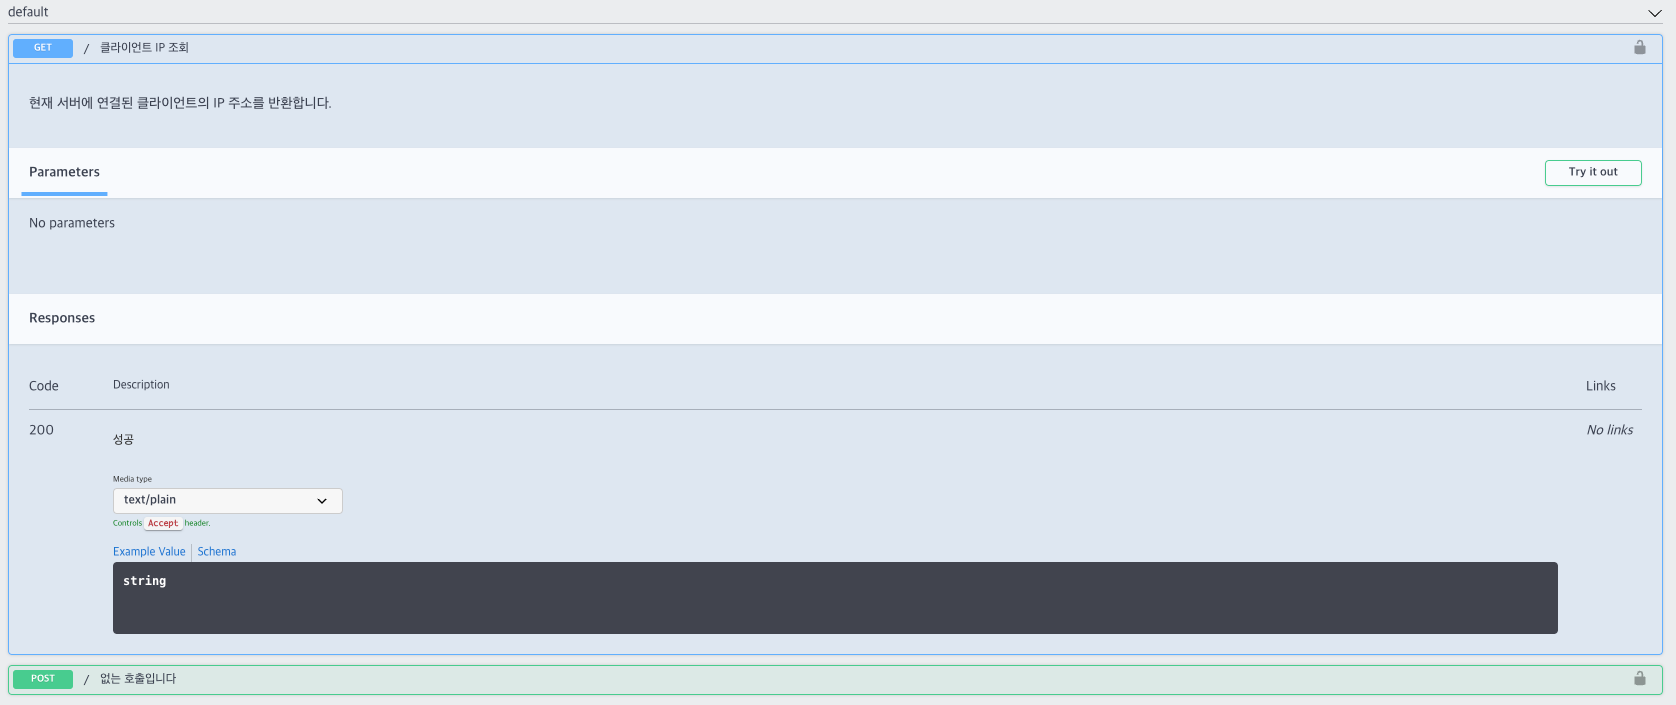 default
GET / 클라이언트 IP 조회
현재 서버에 연결된 클라이언트의 IP 주소를 반환합니다.
Parameters Try it out
No parameters
Responses
Code Description Links
200 성공 No links
Media type
text/plain
Controls Accept header.
Example Value Schema
string
POST / 없는 호출입니다